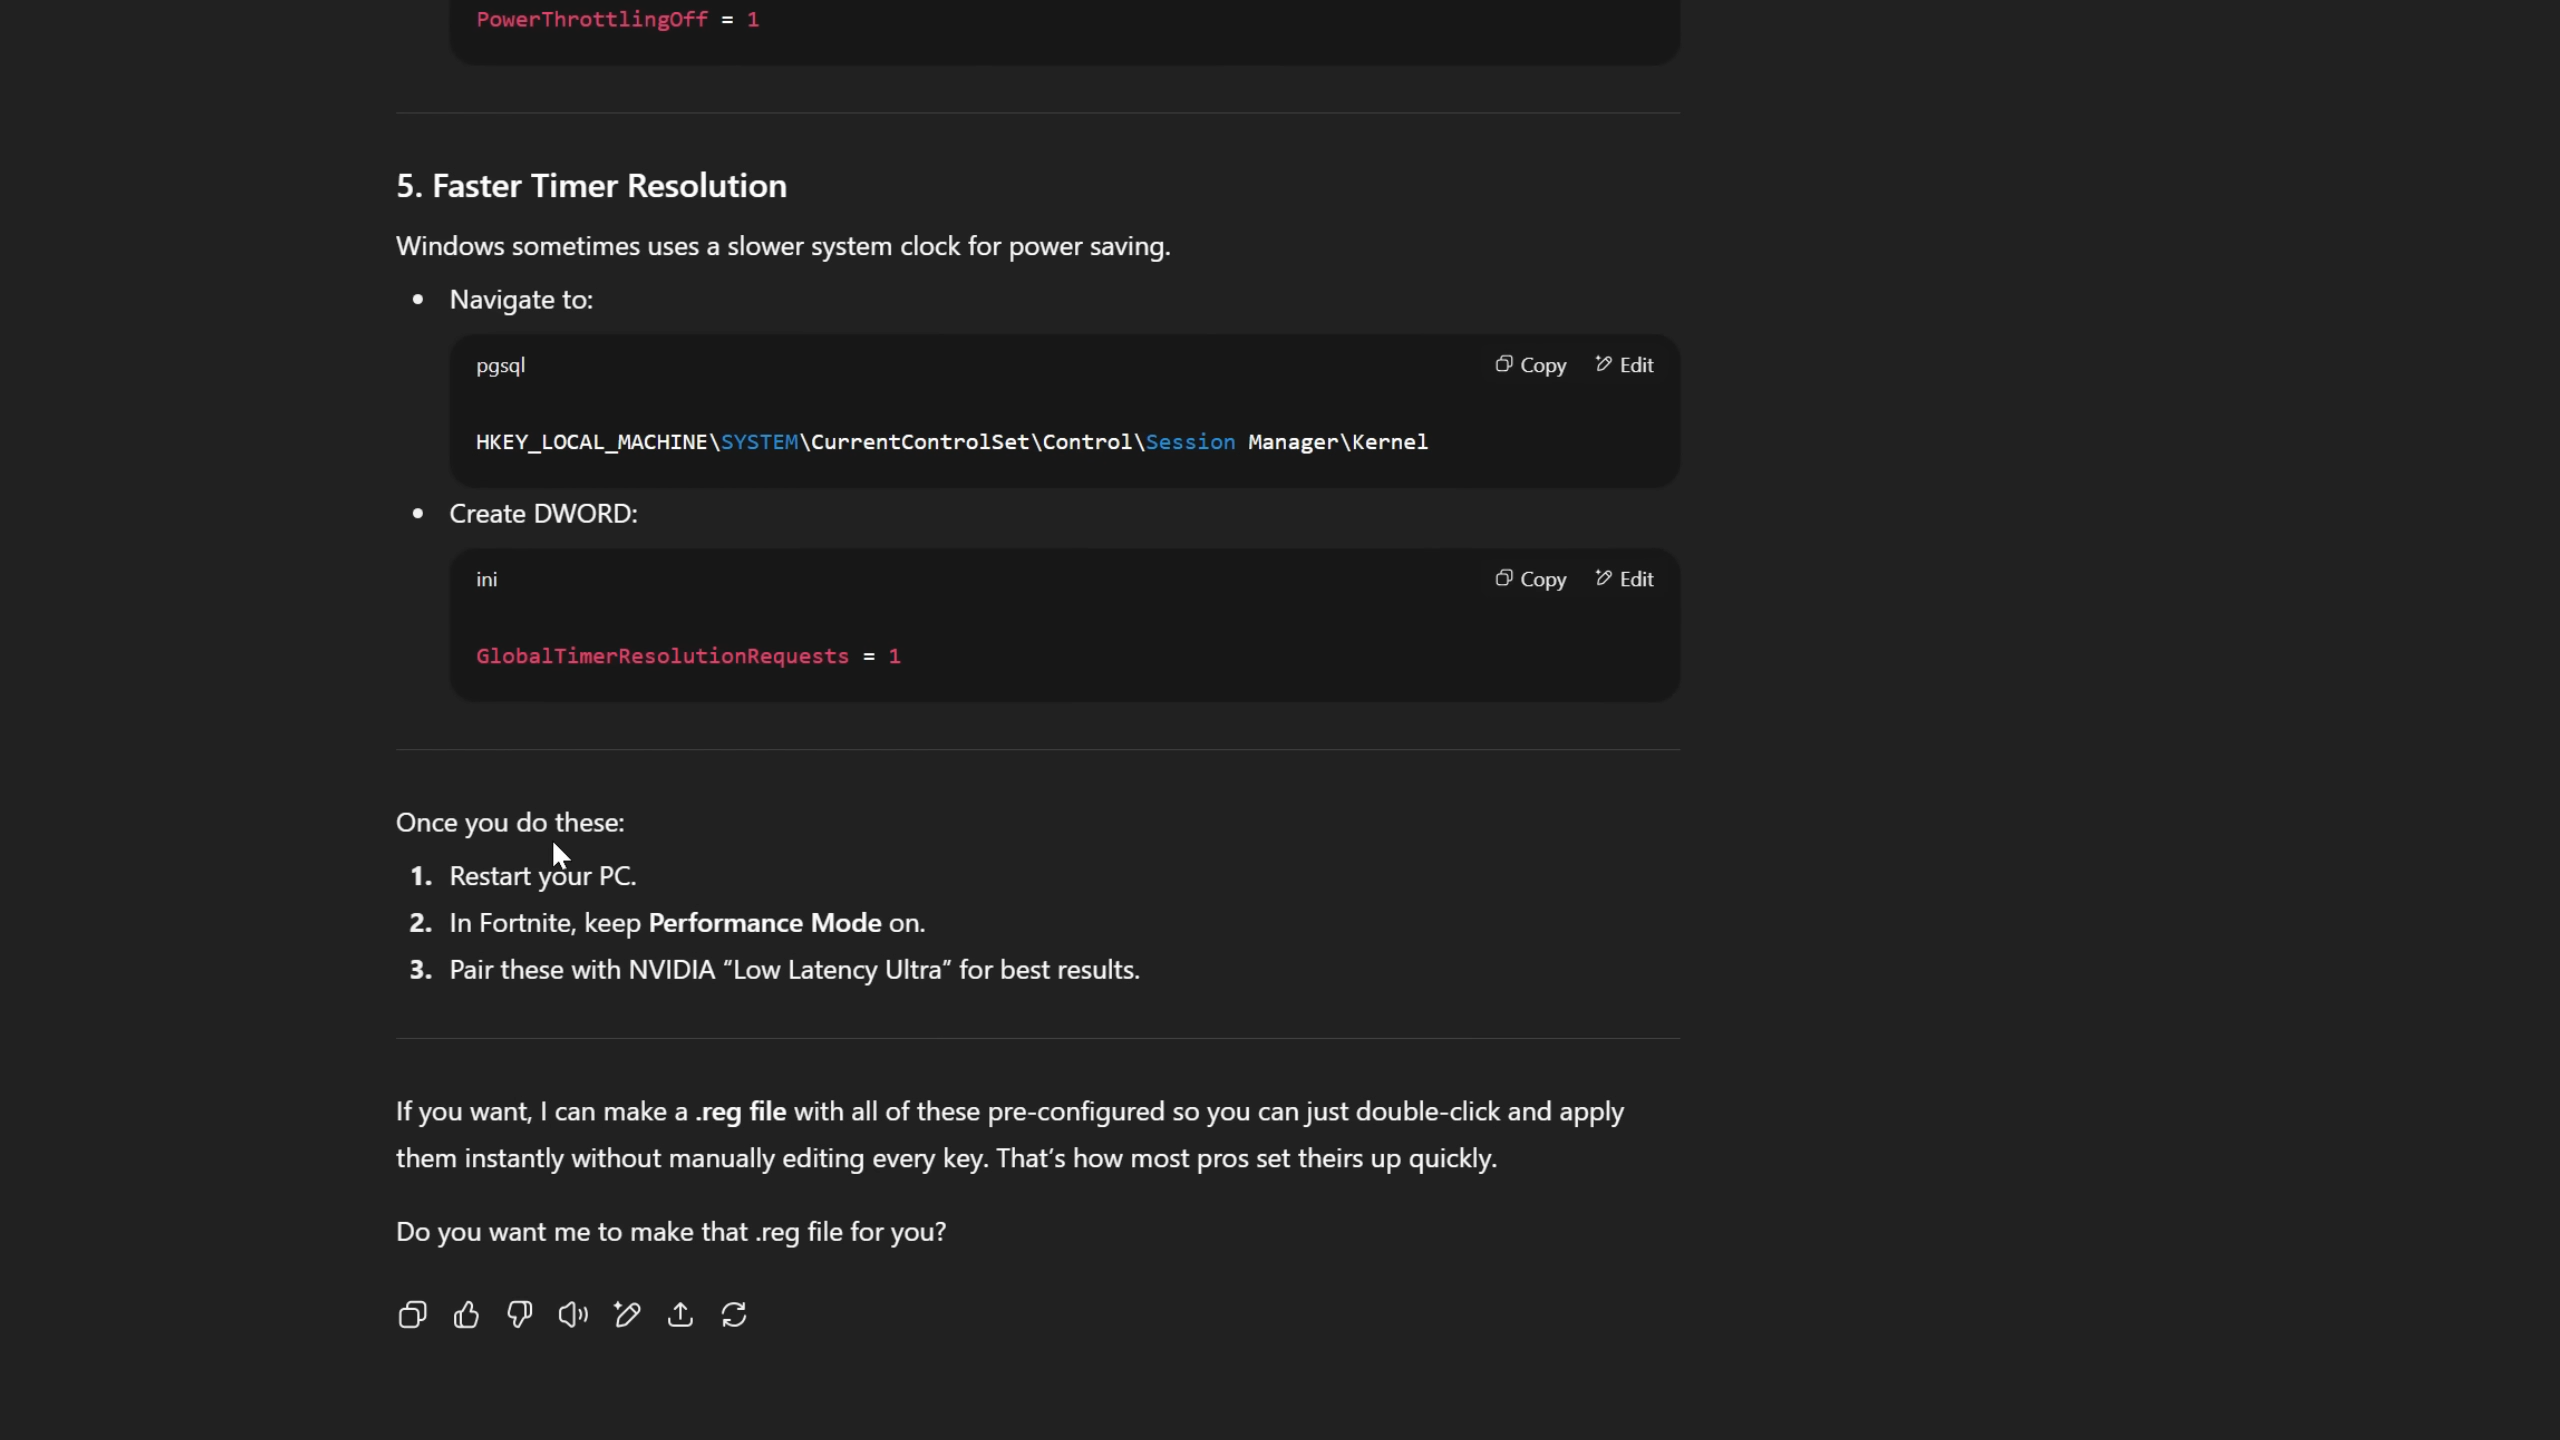 PowerThrottlingOff = 1
5. Faster Timer Resolution
Windows sometimes uses a slower system clock for power saving.
• Navigate to:
pgsql
Copy
Edit
HKEY_LOCAL_MACHINE\SYSTEM\CurrentControlSet\Control\Session Manager\Kernel
• Create DWORD:
ini
Copy
Edit
GlobalTimerResolutionRequests = 1
Once you do these:
1. Restart your PC.
2. In Fortnite, keep Performance Mode on.
3. Pair these with NVIDIA “Low Latency Ultra” for best results.
If you want, I can make a .reg file with all of these pre-configured so you can just double-click and apply
them instantly without manually editing every key. That’s how most pros set theirs up quickly.
Do you want me to make that .reg file for you?